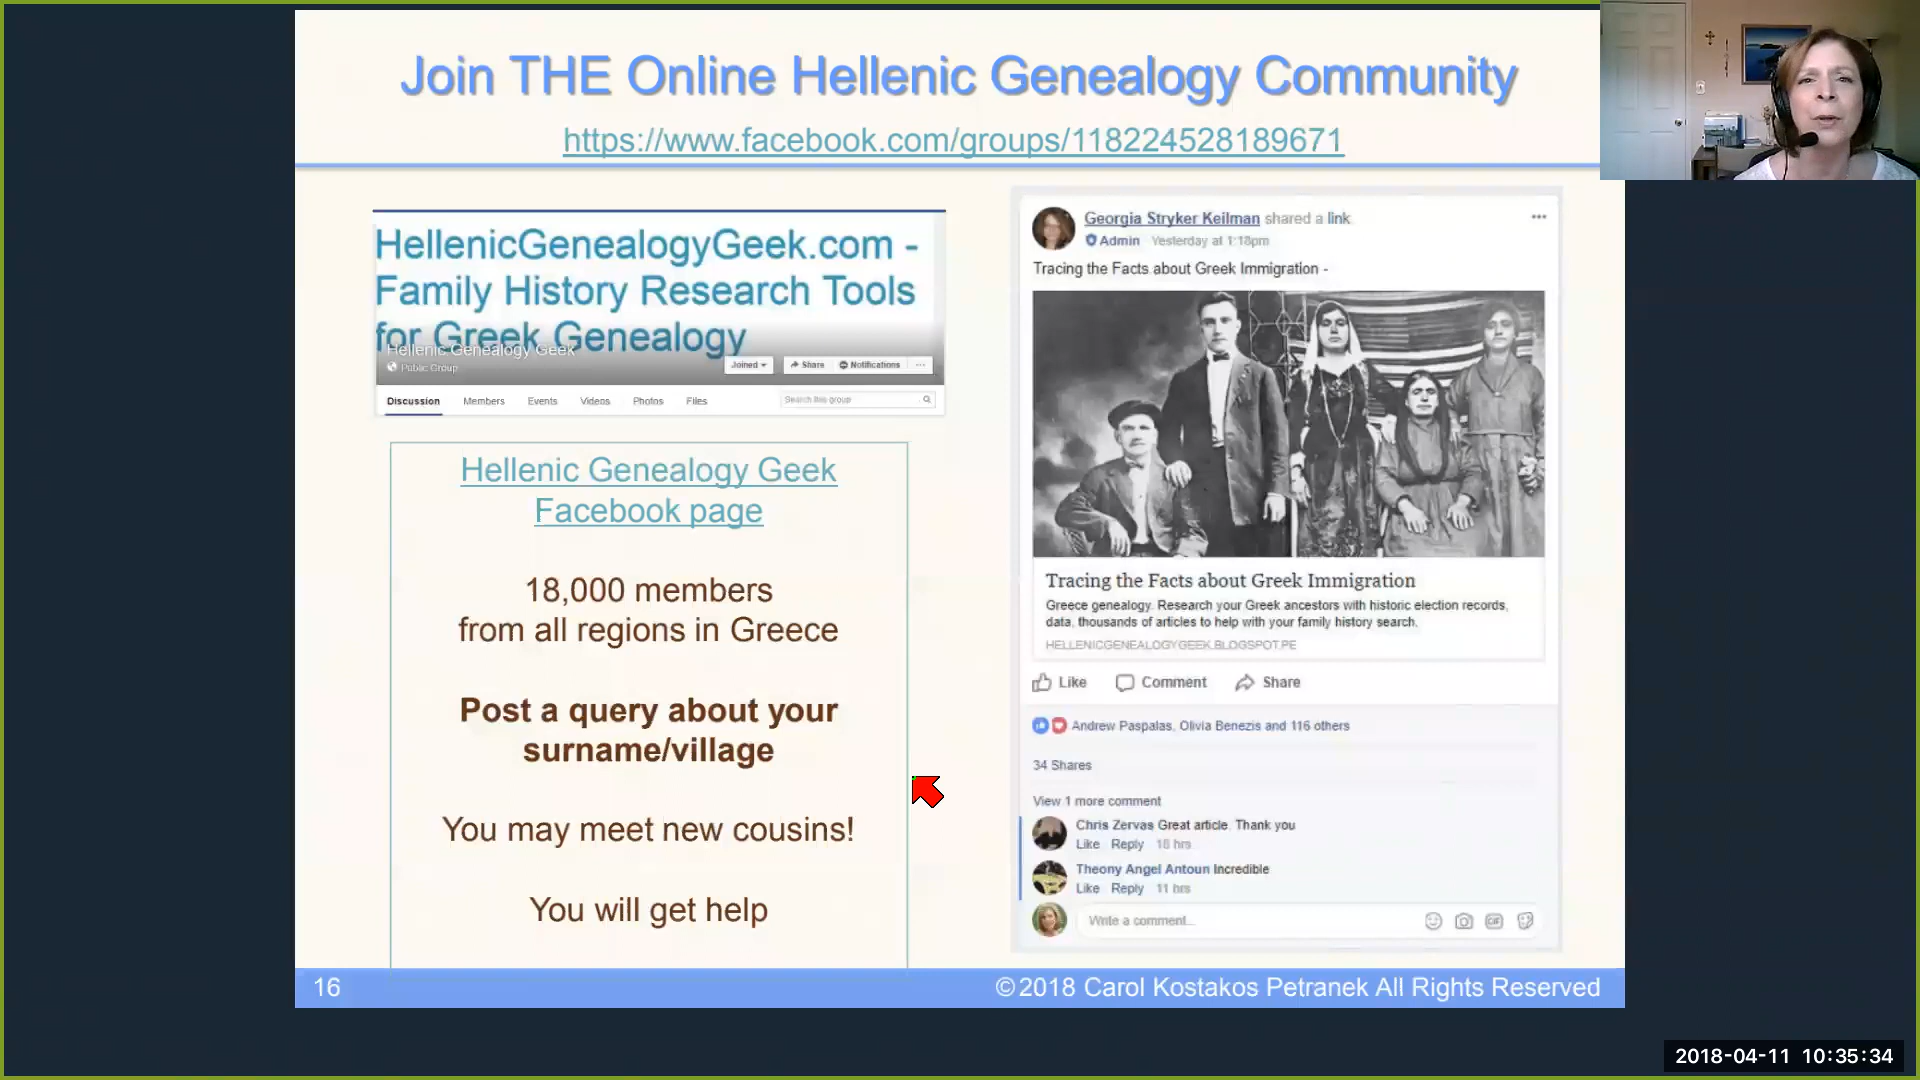 Join THE Online Hellenic Genealogy Community
https://www.facebook.com/groups/118224528189671
HellenicGenealogyGeek.com -
Family History Research Tools
for Greek Genealogy
Hellenic Genealogy Geek
Public Group
Joined
Share
Notifications
Discussion Members Events Videos Photos Files
Search this group
Hellenic Genealogy Geek
Facebook page
18,000 members
from all regions in Greece
Post a query about your
surname/village
You may meet new cousins!
You will get help
Georgia Stryker Keilman shared a link
Admin Yesterday at 1:18pm
Tracing the Facts about Greek Immigration -
Tracing the Facts about Greek Immigration
Greece genealogy. Research your Greek ancestors with historic election records,
data, thousands of articles to help with your family history search.
HELLENICGENEALOGYGEEK.BLOGSPOT.PE
Like Comment Share
Andrew Paspalas, Olivia Benezis and 116 others
34 Shares
View 1 more comment
Chris Zervas Great article. Thank you
Like Reply 18 hrs
Theony Angel Antoun Incredible
Like Reply 11 hrs
Write a comment...
GIF
16
©2018 Carol Kostakos Petranek All Rights Reserved
2018-04-11 10:35:34